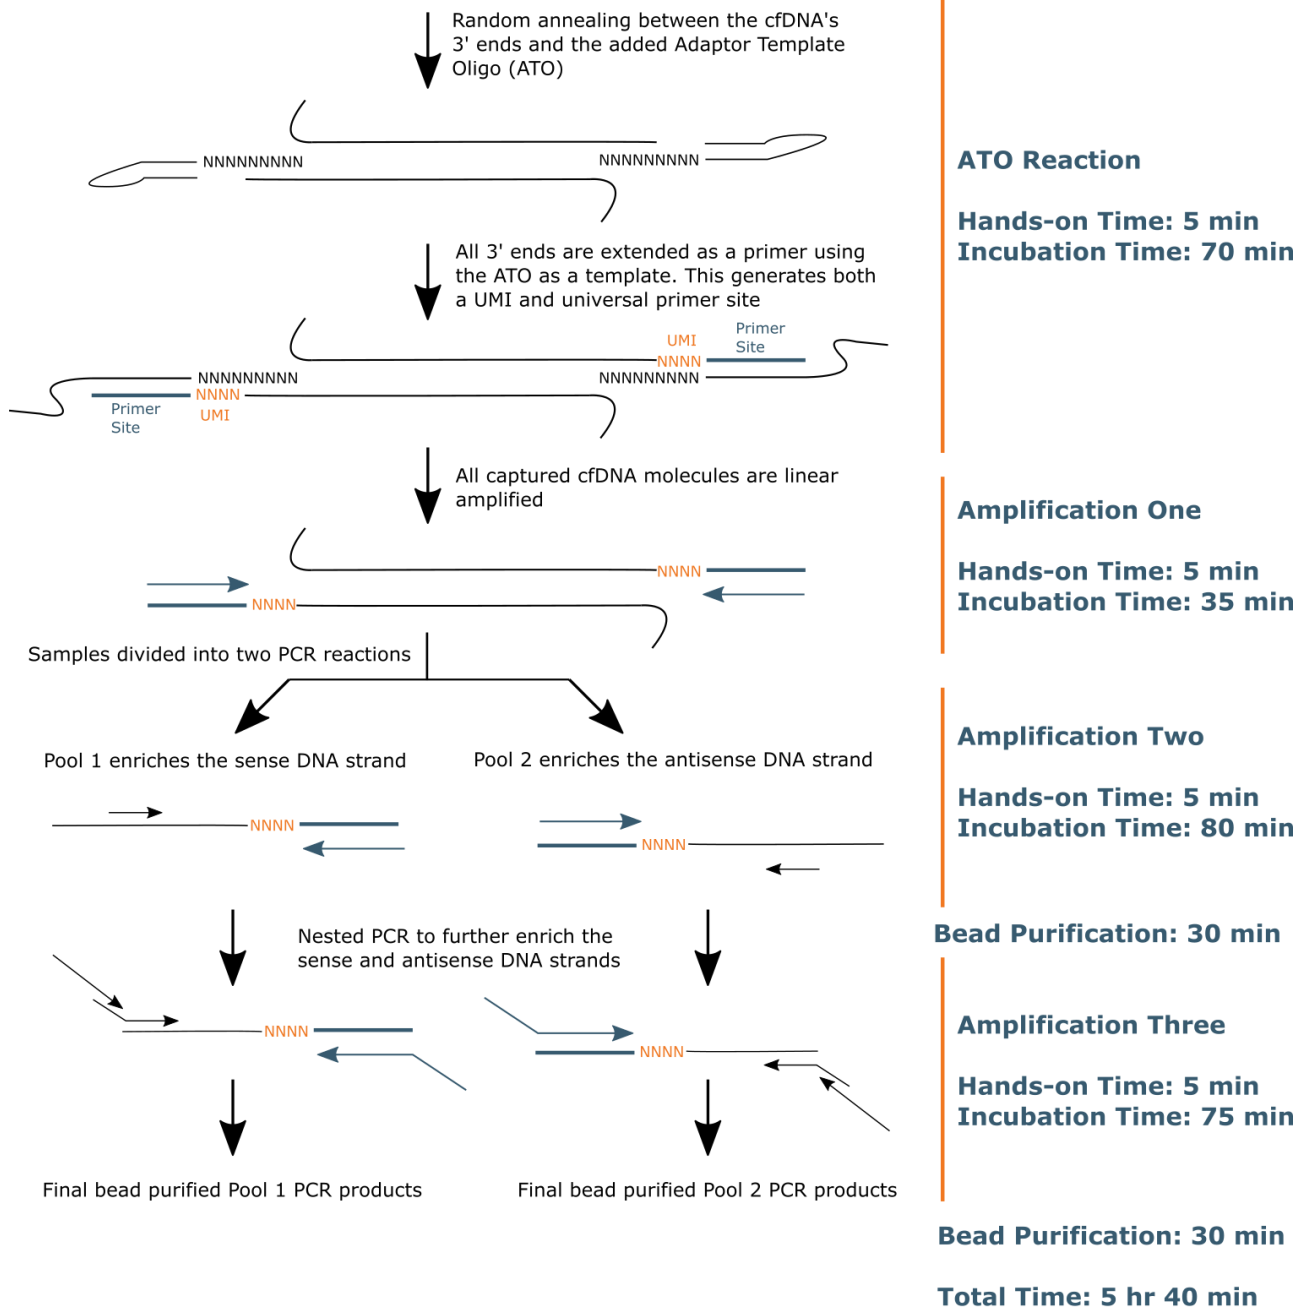 Random annealing between the cfDNA's
3' ends and the added Adaptor Template
Oligo (ATO)
NNNNNNNNN
NNNNNNNNN
ATO Reaction
Hands-on Time: 5 min
Incubation Time: 70 min
All 3' ends are extended as a primer using
the ATO as a template. This generates both
a UMI and universal primer site
UMI
Primer
Site
NNNN
NNNNNNNNN
NNNNNNNNN
NNNN
Primer
Site
UMI
All captured cfDNA molecules are linear
amplified
Amplification One
Hands-on Time: 5 min
Incubation Time: 35 min
NNNN
NNNN
Samples divided into two PCR reactions
Pool 1 enriches the sense DNA strand
Pool 2 enriches the antisense DNA strand
Amplification Two
Hands-on Time: 5 min
Incubation Time: 80 min
NNNN
NNNN
Nested PCR to further enrich the
sense and antisense DNA strands
Bead Purification: 30 min
NNNN
NNNN
Amplification Three
Hands-on Time: 5 min
Incubation Time: 75 min
Final bead purified Pool 1 PCR products
Final bead purified Pool 2 PCR products
Bead Purification: 30 min
Total Time: 5 hr 40 min